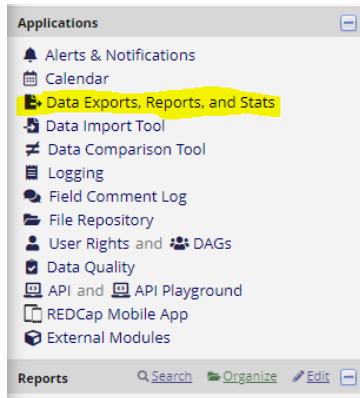 Applications
Alerts & Notifications
Calendar
Data Exports, Reports, and Stats
Data Import Tool
Data Comparison Tool
Logging
Field Comment Log
File Repository
User Rights and DAGs
Data Quality
API and API Playground
REDCap Mobile App
External Modules
Reports Search Organize Edit